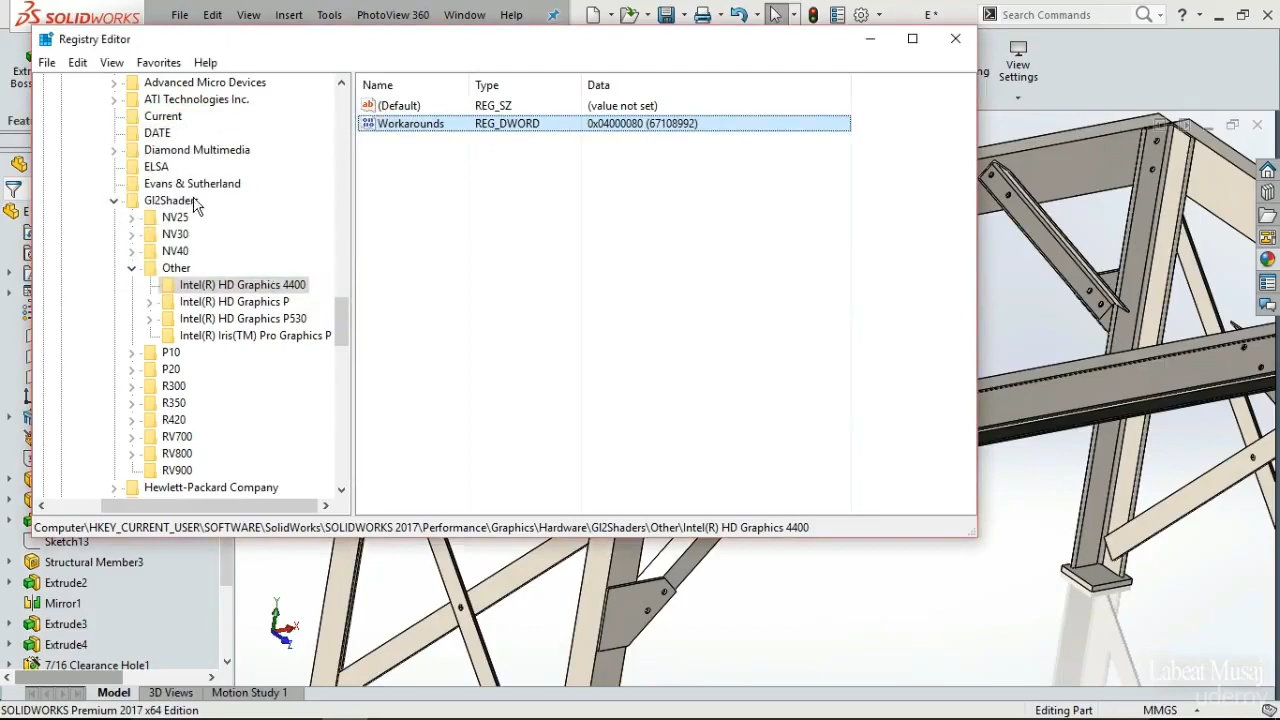 SOLIDWORKS
File Edit View Insert Tools PhotoView 360 Window Help
E *
Search Commands
Registry Editor
File Edit View Favorites Help
View
Settings
Advanced Micro Devices
ATI Technologies Inc.
Current
DATE
Diamond Multimedia
ELSA
Evans & Sutherland
Gl2Shaders
NV25
NV30
NV40
Other
Intel(R) HD Graphics 4400
Intel(R) HD Graphics P
Intel(R) HD Graphics P530
Intel(R) Iris(TM) Pro Graphics P
P10
P20
R300
R350
R420
RV700
RV800
RV900
Hewlett-Packard Company
Name Type Data
(Default) REG_SZ (value not set)
Workarounds REG_DWORD 0x04000080 (67108992)
Computer\HKEY_CURRENT_USER\SOFTWARE\SolidWorks\SOLIDWORKS 2017\Performance\Graphics\Hardware\Gl2Shaders\Other\Intel(R) HD Graphics 4400
Sketch13
Structural Member3
Extrude2
Mirror1
Extrude3
Extrude4
7/16 Clearance Hole1
Y
X
Z
Labeat Musaj
udemy
Model 3D Views Motion Study 1
SOLIDWORKS Premium 2017 x64 Edition
Editing Part MMGS